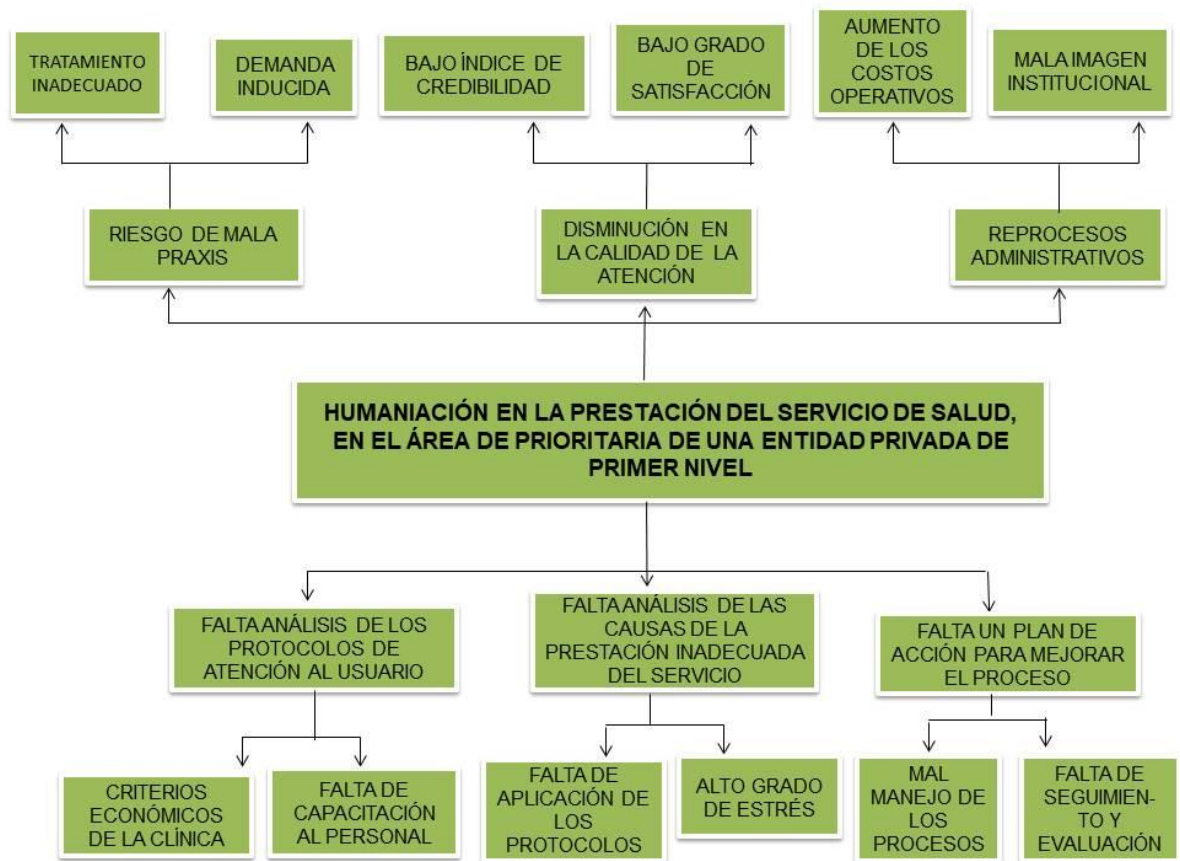 TRATAMIENTO
INADECUADO
DEMANDA
INDUCIDA
BAJO ÍNDICE DE
CREDIBILIDAD
BAJO GRADO
DE
SATISFACCIÓN
AUMENTO
DE LOS
COSTOS
OPERATIVOS
MALA IMAGEN
INSTITUCIONAL
RIESGO DE MALA
PRAXIS
DISMINUCIÓN EN
LA CALIDAD DE LA
ATENCIÓN
REPROCESOS
ADMINISTRATIVOS
HUMANIACIÓN EN LA PRESTACIÓN DEL SERVICIO DE SALUD,
EN EL ÁREA DE PRIORITARIA DE UNA ENTIDAD PRIVADA DE
PRIMER NIVEL
FALTA ANÁLISIS DE LOS
PROTOCOLOS DE
ATENCIÓN AL USUARIO
FALTA ANÁLISIS DE LAS
CAUSAS DE LA
PRESTACIÓN INADECUADA
DEL SERVICIO
FALTA UN PLAN DE
ACCIÓN PARA MEJORAR
EL PROCESO
CRITERIOS
ECONÓMICOS
DE LA CLÍNICA
FALTA DE
CAPACITACIÓN
AL PERSONAL
FALTA DE
APLICACIÓN DE
LOS
PROTOCOLOS
ALTO GRADO
DE ESTRÉS
MAL
MANEJO DE
LOS
PROCESOS
FALTA DE
SEGUIMIEN-
TO Y
EVALUACIÓN